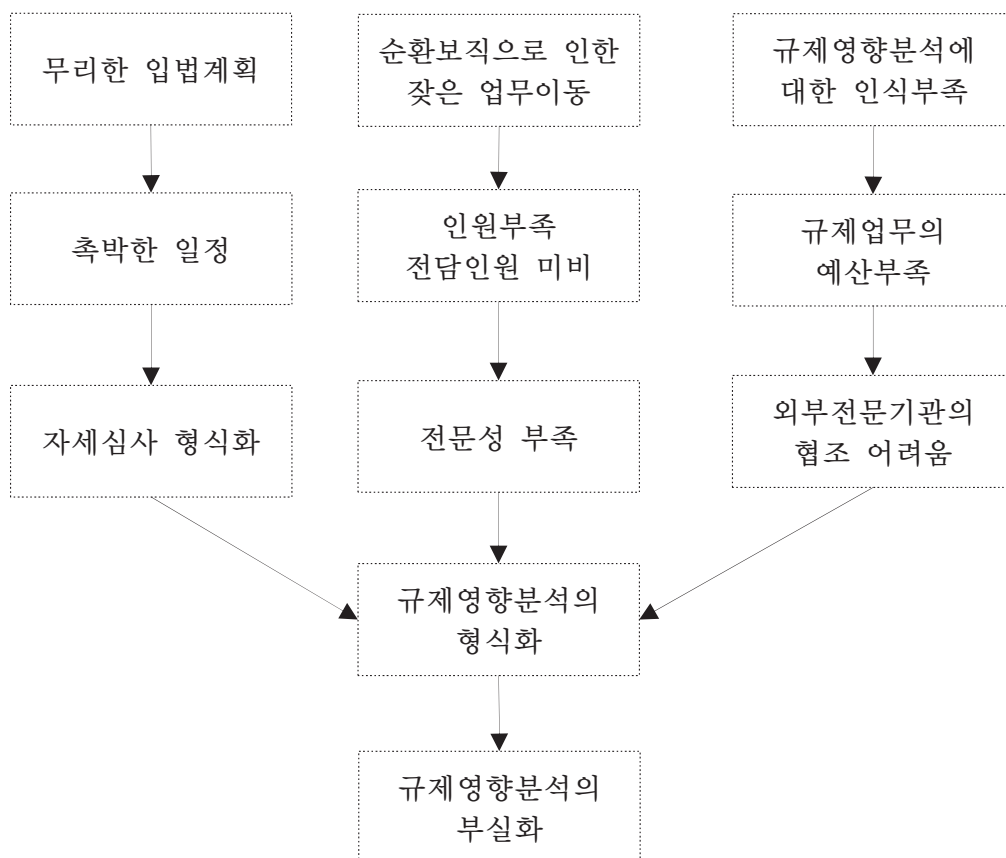 무리한 입법계획
순환보직으로 인한
잦은 업무이동
규제영향분석에
대한 인식부족
촉박한 일정
인원부족
전담인원 미비
규제업무의
예산부족
자세심사 형식화
전문성 부족
외부전문기관의
협조 어려움
규제영향분석의
형식화
규제영향분석의
부실화